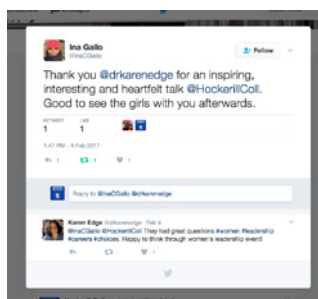 Ina Gallo
@InaCGallo
Follow
Thank you @drkarenedge for an inspiring,
interesting and heartfelt talk @HockerillColl.
Good to see the girls with you afterwards.
RETWEET LIKE
1 1
1:47 PM - 4 Feb 2017
1 1 1
Reply to @InaCGallo @drkarenedge
Karen Edge @drkarenedge · Feb 4
@InaCGallo @HockerillColl They had great questions #women #leadership
#careers #choices. Happy to think through women's leadership event!